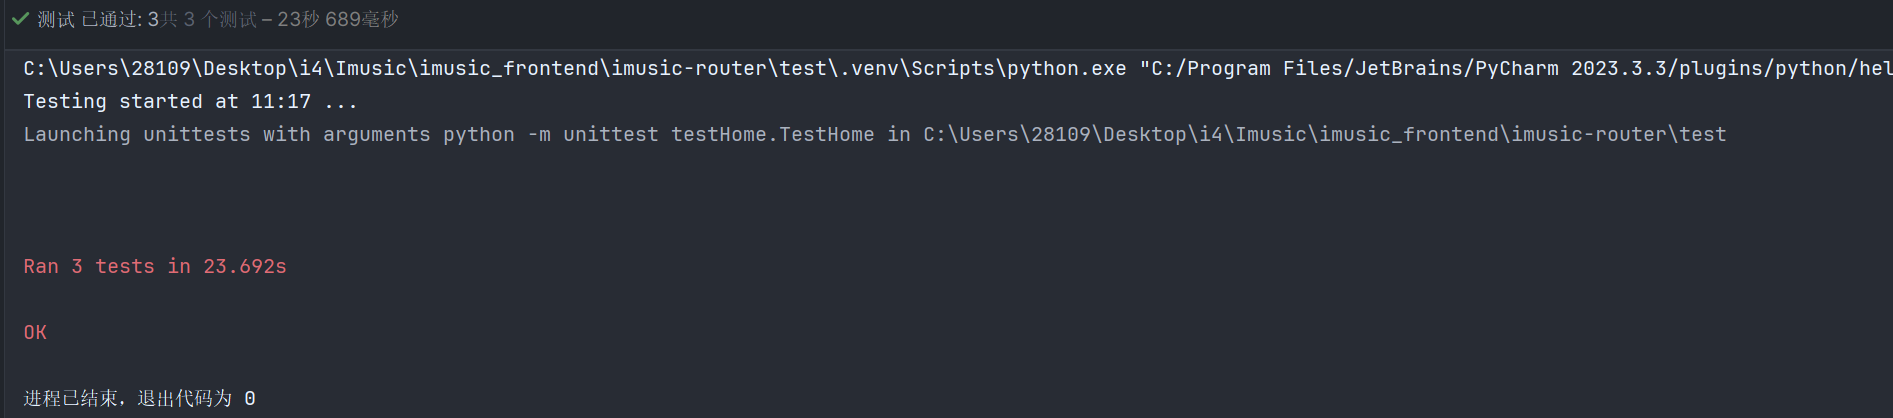 测试 已通过: 3共 3 个测试 – 23秒 689毫秒
C:\Users\28109\Desktop\i4\Imusic\imusic_frontend\imusic-router\test\.venv\Scripts\python.exe "C:/Program Files/JetBrains/PyCharm 2023.3.3/plugins/python/hel
Testing started at 11:17 ...
Launching unittests with arguments python -m unittest testHome.TestHome in C:\Users\28109\Desktop\i4\Imusic\imusic_frontend\imusic-router\test
Ran 3 tests in 23.692s
OK
进程已结束，退出代码为 0